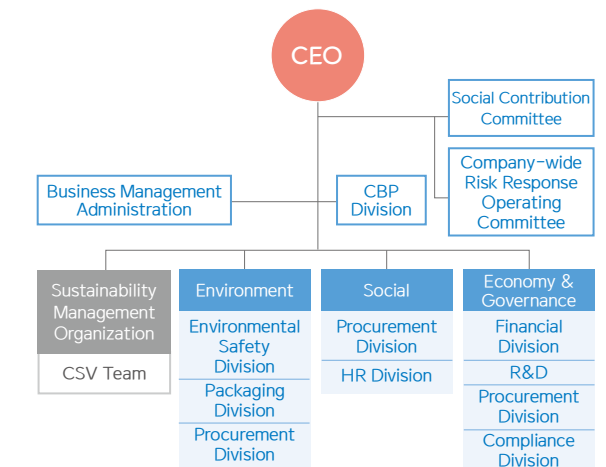 CEO
Social Contribution
Committee
Company-wide
Risk Response
Operating
Committee
Business Management
Administration
CBP
Division
Sustainability
Management
Organization
CSV Team
Environment
Environmental
Safety
Division
Packaging
Division
Procurement
Division
Social
Procurement
Division
HR Division
Economy &
Governance
Financial
Division
R&D
Procurement
Division
Compliance
Division